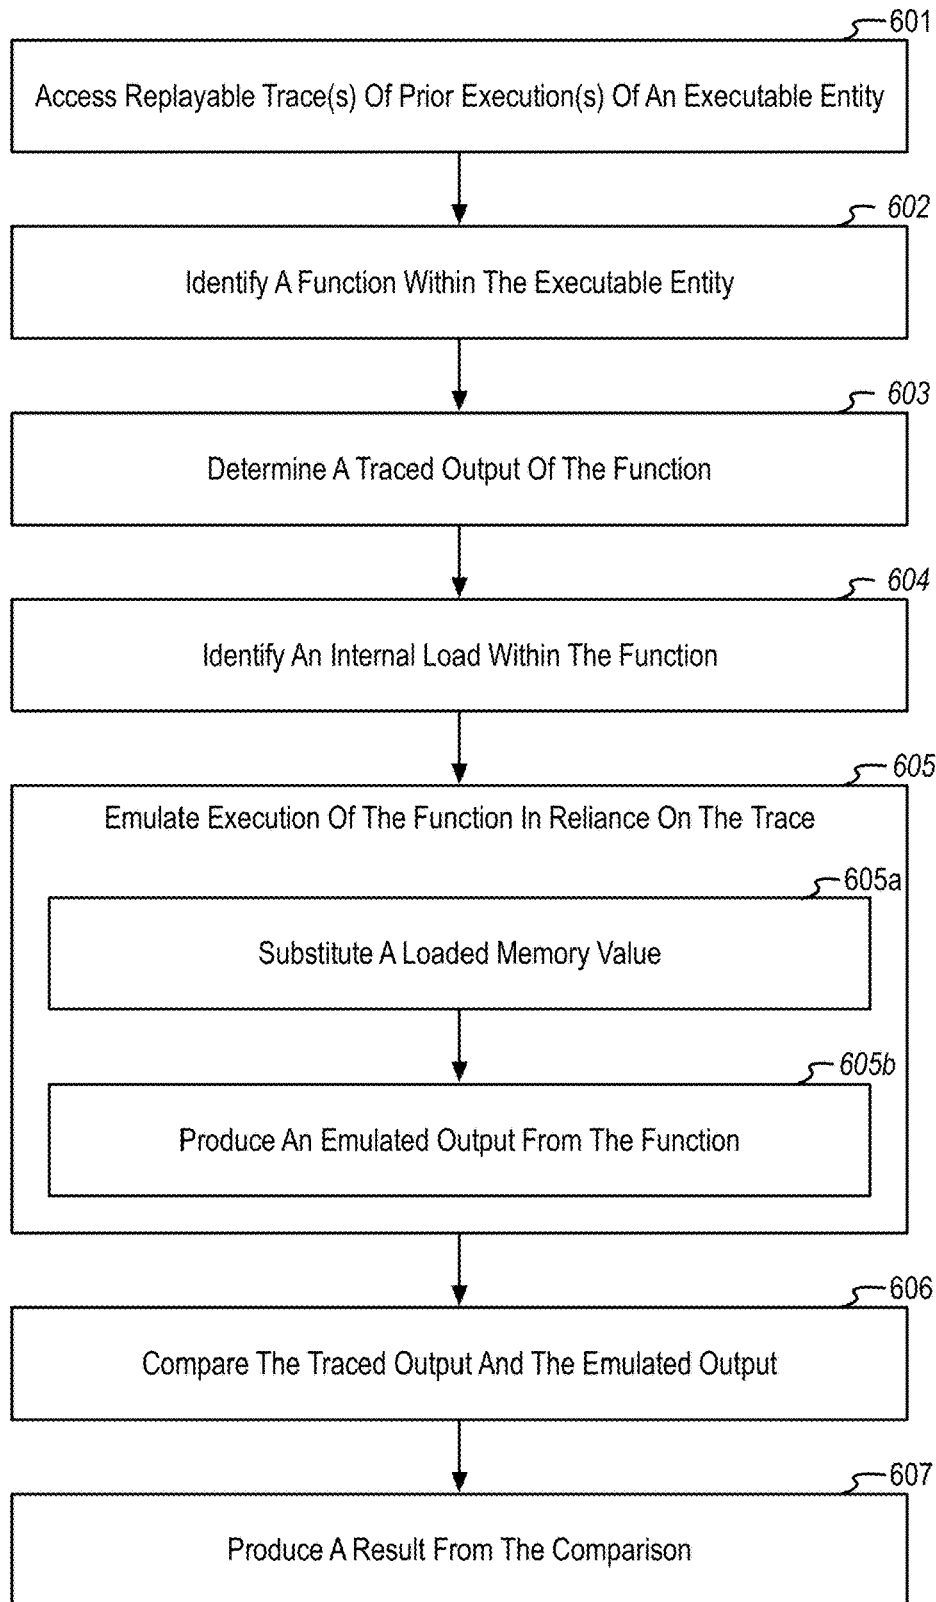 601
Access Replayable Trace(s) Of Prior Execution(s) Of An Executable Entity
602
Identify A Function Within The Executable Entity
603
Determine A Traced Output Of The Function
604
Identify An Internal Load Within The Function
605
Emulate Execution Of The Function In Reliance On The Trace
605a
Substitute A Loaded Memory Value
605b
Produce An Emulated Output From The Function
606
Compare The Traced Output And The Emulated Output
607
Produce A Result From The Comparison